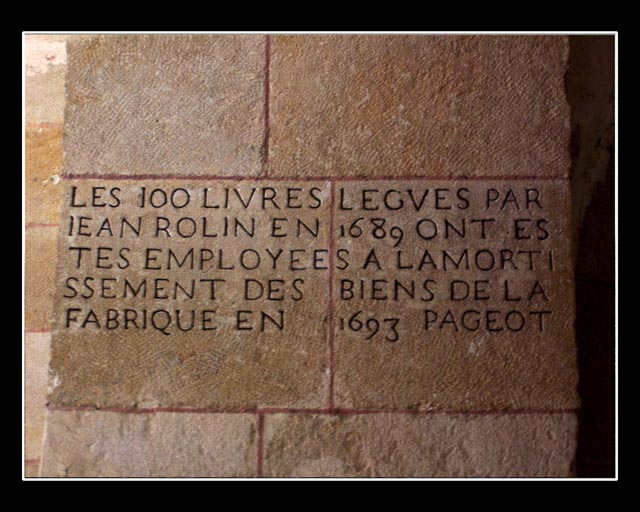 LES 100 LIVRES LEGVES PAR
IEAN ROLIN EN 1689 ONT ES
TES EMPLOYEES A LAMORTI
SSEMENT DES BIENS DE LA
FABRIQUE EN 1693 PAGEOT